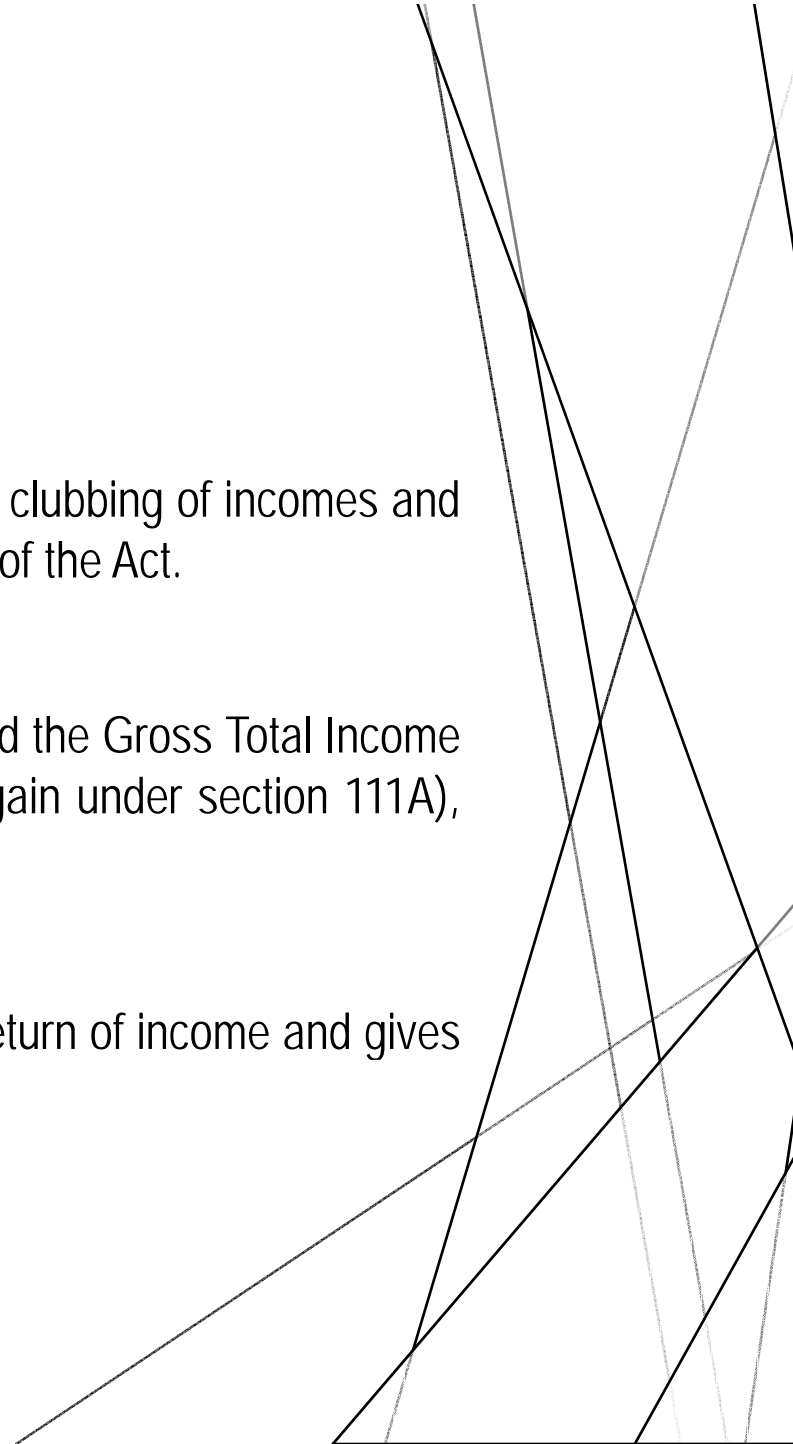 clubbing of incomes and
of the Act.
d the Gross Total Income
gain under section 111A),
eturn of income and gives